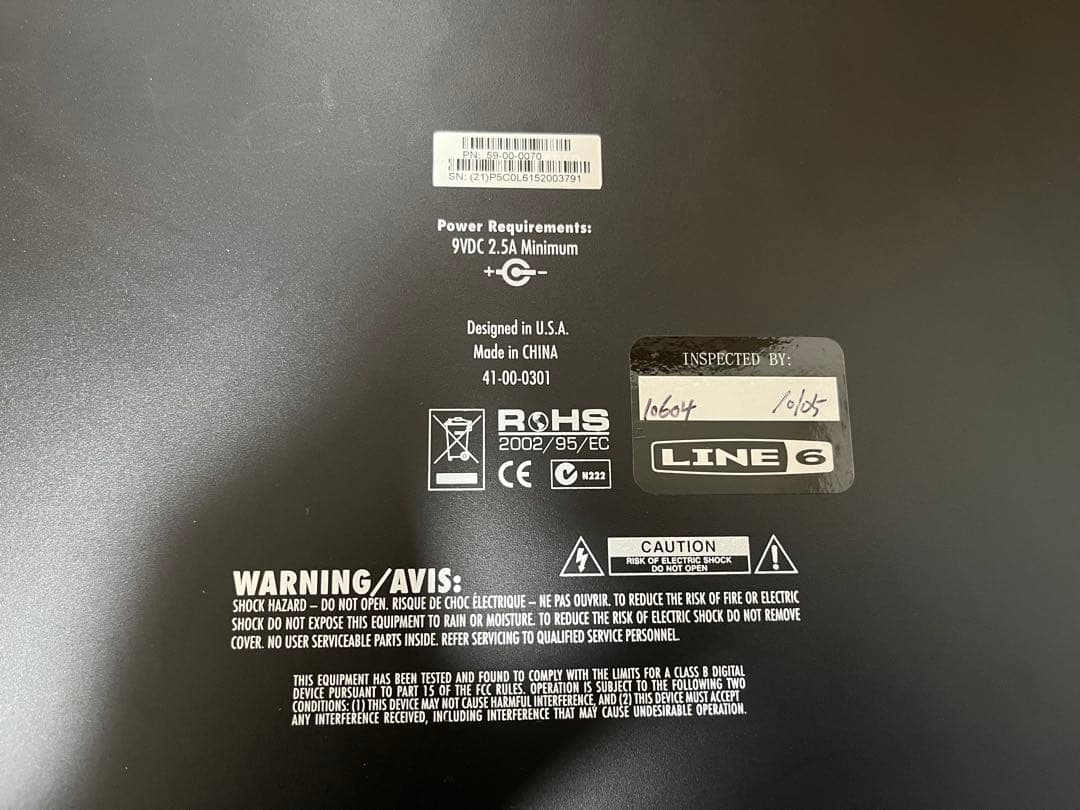 PN: 59-00-0070
SN: (21)P5C0L6152003791
Power Requirements:
9VDC 2.5A Minimum
+ -
Designed in U.S.A.
Made in CHINA
41-00-0301
RoHS
2002/95/EC
CE N222
INSPECTED BY:
10604 10/05
LINE 6
CAUTION
RISK OF ELECTRIC SHOCK
DO NOT OPEN
WARNING/AVIS:
SHOCK HAZARD – DO NOT OPEN. RISQUE DE CHOC ÉLECTRIQUE – NE PAS OUVRIR. TO REDUCE THE RISK OF FIRE OR ELECTRIC
SHOCK DO NOT EXPOSE THIS EQUIPMENT TO RAIN OR MOISTURE. TO REDUCE THE RISK OF ELECTRIC SHOCK DO NOT REMOVE
COVER. NO USER SERVICEABLE PARTS INSIDE. REFER SERVICING TO QUALIFIED SERVICE PERSONNEL.
THIS EQUIPMENT HAS BEEN TESTED AND FOUND TO COMPLY WITH THE LIMITS FOR A CLASS B DIGITAL
DEVICE PURSUANT TO PART 15 OF THE FCC RULES. OPERATION IS SUBJECT TO THE FOLLOWING TWO
CONDITIONS: (1) THIS DEVICE MAY NOT CAUSE HARMFUL INTERFERENCE, AND (2) THIS DEVICE MUST ACCEPT
ANY INTERFERENCE RECEIVED, INCLUDING INTERFERENCE THAT MAY CAUSE UNDESIRABLE OPERATION.